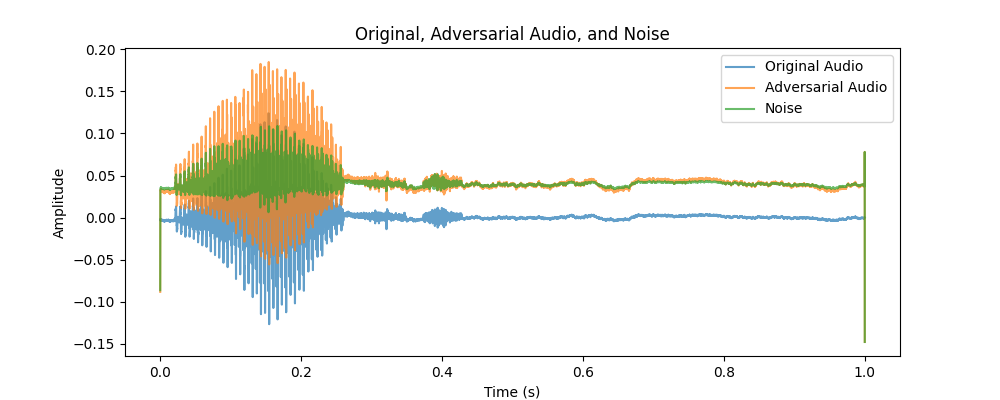 Original, Adversarial Audio, and Noise
Original Audio
Adversarial Audio
Noise
Amplitude
0.20
0.15
0.10
0.05
0.00
−0.05
−0.10
−0.15
0.0 0.2 0.4 0.6 0.8 1.0
Time (s)